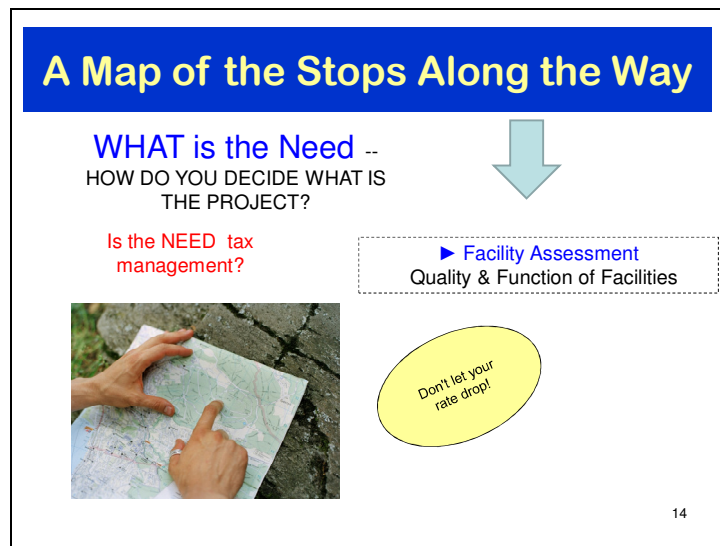 A Map of the Stops Along the Way
WHAT is the Need --
HOW DO YOU DECIDE WHAT IS
THE PROJECT?
Is the NEED tax
management?
► Facility Assessment
Quality & Function of Facilities
Don't let your
rate drop!
14